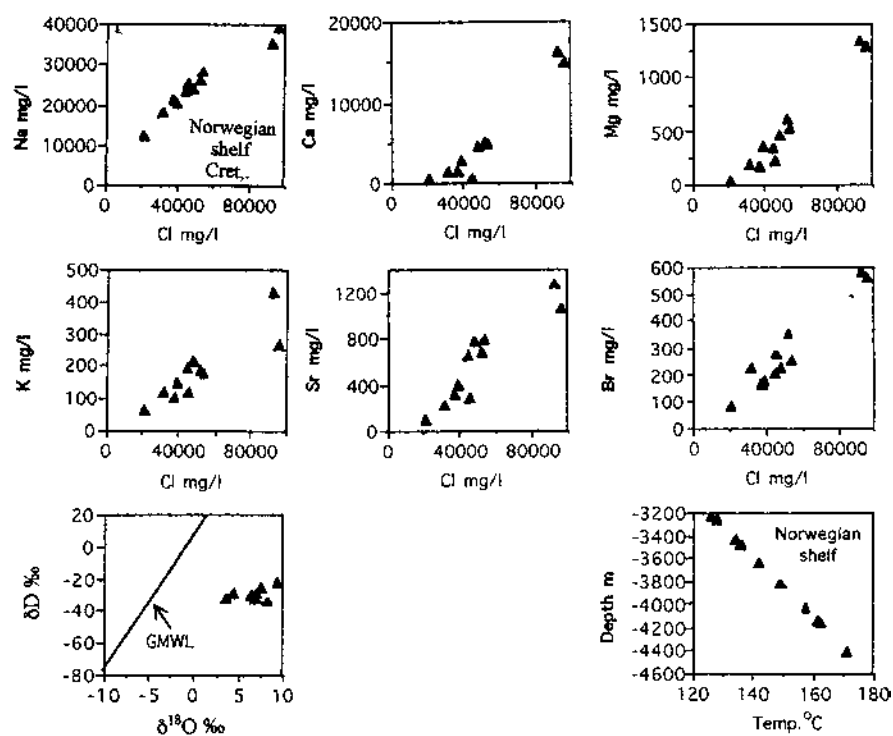 40000
30000
20000
10000
0
Na mg/l
Norwegian
shelf
Cret,.
0 40000 80000
Cl mg/l
20000
10000
0
Ca mg/l
0 40000 80000
Cl mg/l
1500
1000
500
0
Mg mg/l
0 40000 80000
Cl mg/l
500
400
300
200
100
0
K mg/l
0 40000 80000
Cl mg/l
1200
800
400
0
Sr mg/l
0 40000 80000
Cl mg/l
600
500
400
300
200
100
0
Br mg/l
0 40000 80000
Cl mg/l
20
0
-20
-40
-60
-80
δD ‰
GMWL
-10 -5 0 5 10
δ¹⁸O ‰
-3200
-3400
-3600
-3800
-4000
-4200
-4400
-4600
Depth m
Norwegian
shelf
120 140 160 180
Temp.°C